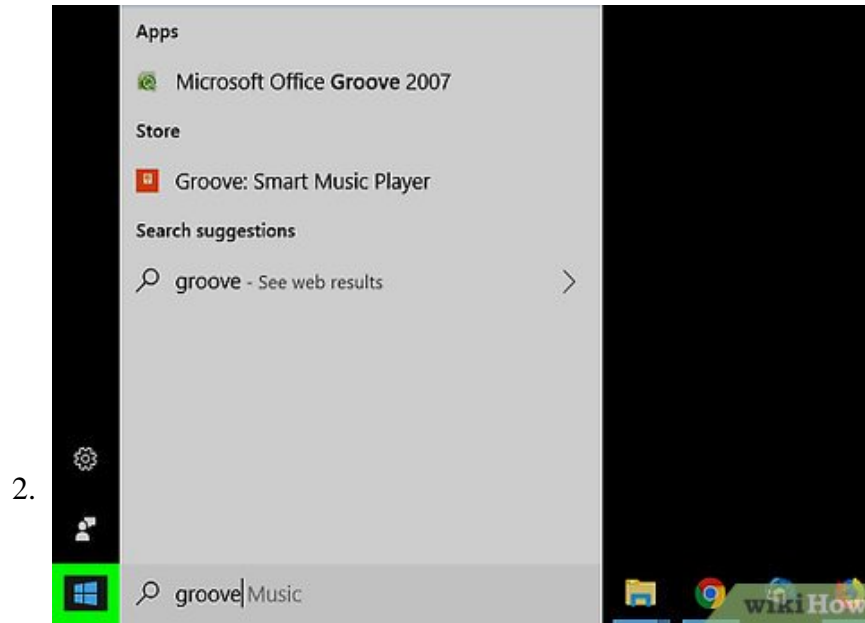 Apps
Microsoft Office Groove 2007
Store
Groove: Smart Music Player
Search suggestions
groove - See web results
2.
groove Music
wikiHow